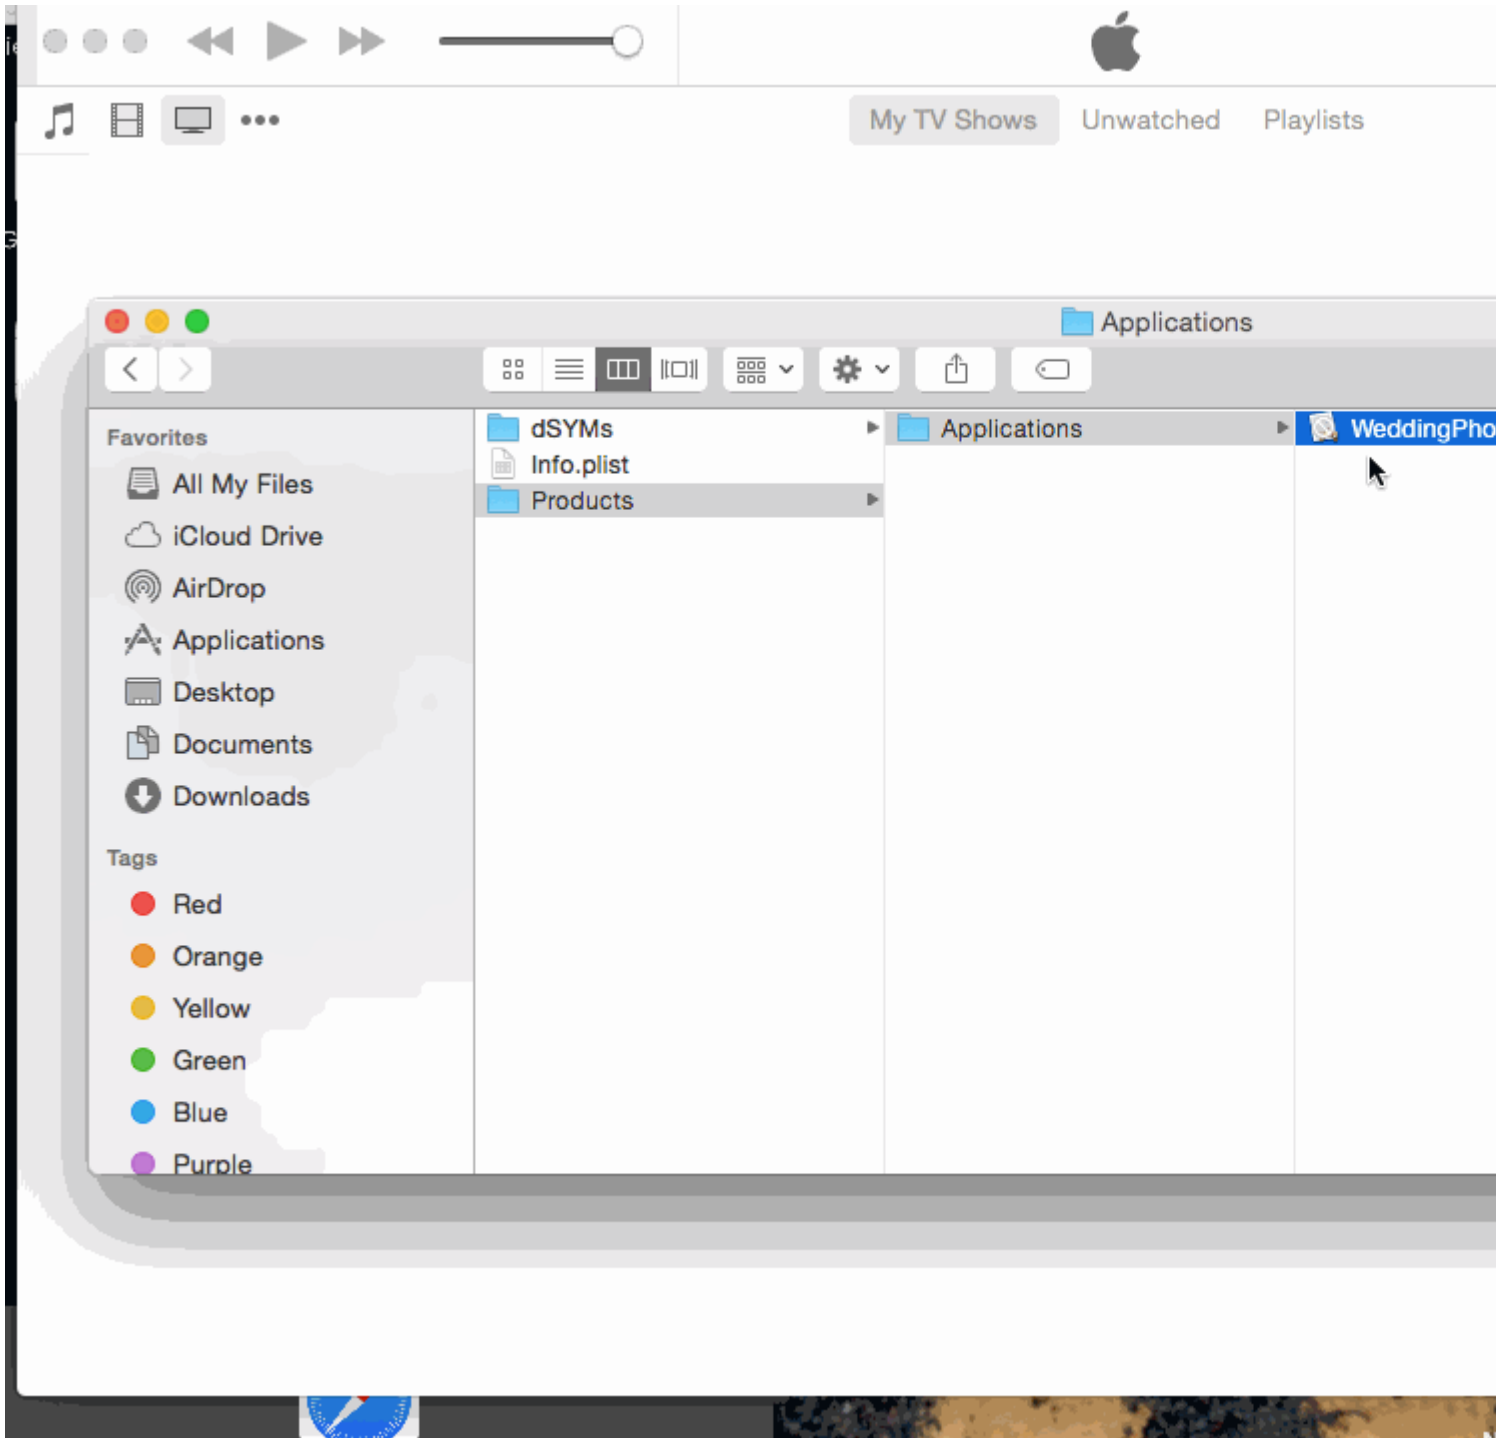 My TV Shows Unwatched Playlists
Applications
Favorites
All My Files
iCloud Drive
AirDrop
Applications
Desktop
Documents
Downloads
Tags
Red
Orange
Yellow
Green
Blue
Purple
dSYMs
Info.plist
Products
Applications
WeddingPho